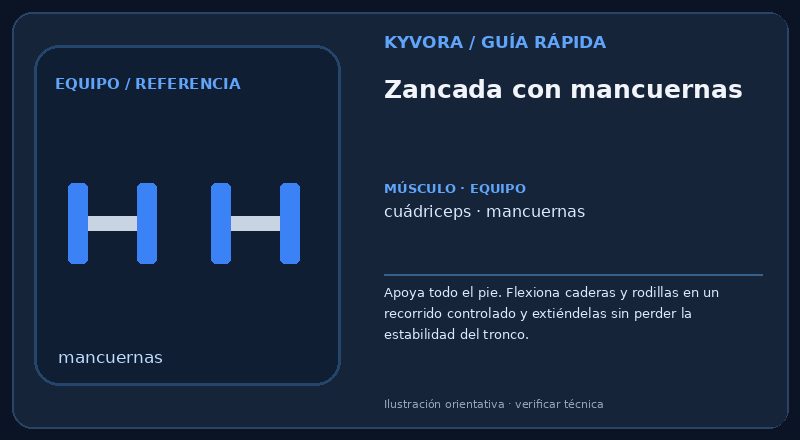 EQUIPO / REFERENCIA
mancuernas
KYVORA / GUÍA RÁPIDA
Zancada con mancuernas
MÚSCULO · EQUIPO
cuádriceps · mancuernas
Apoya todo el pie. Flexiona caderas y rodillas en un
recorrido controlado y extiéndelas sin perder la
estabilidad del tronco.
Ilustración orientativa · verificar técnica